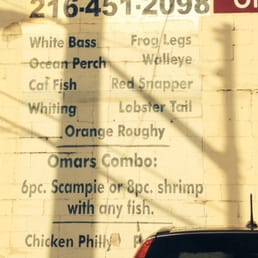 216-451-2098
White Bass Frog Legs
Ocean Perch Walleye
Cat Fish Red Snapper
Whiting Lobster Tail
Orange Roughy
Omars Combo:
6pc. Scampie or 8pc. shrimp
with any fish.
Chicken Philly